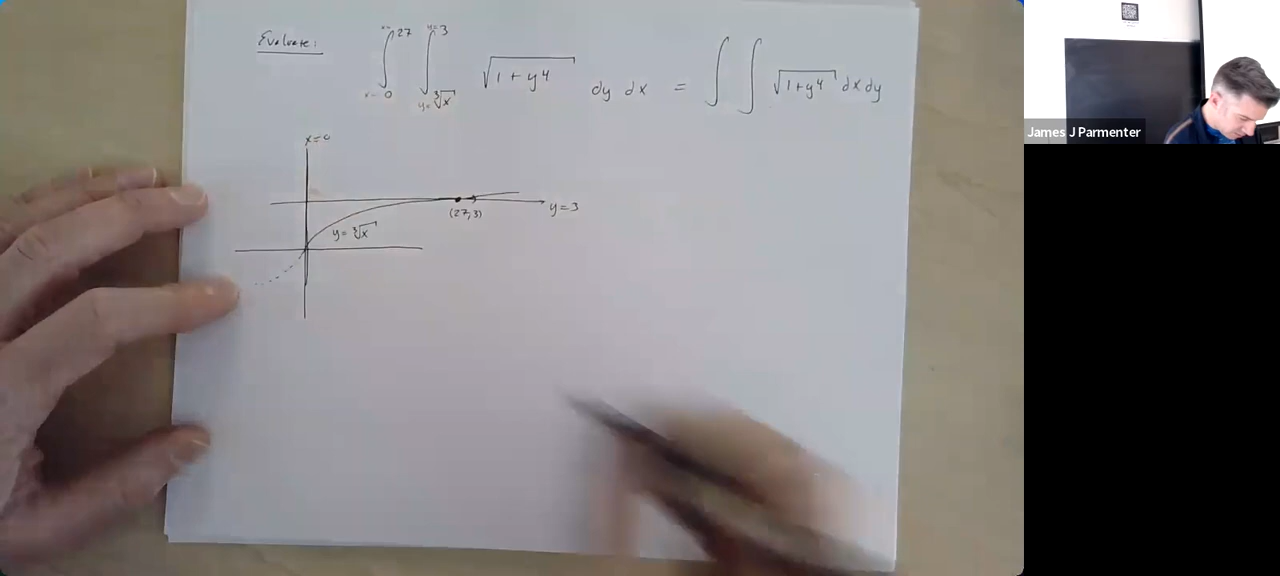 Evaluate: ∫_{x=0}^{x=27} ∫_{y=∛x}^{y=3} √(1+y⁴) dy dx = ∫ ∫ √(1+y⁴) dx dy
x=0
y=3
(27,3)
y=∛x
James J Parmenter